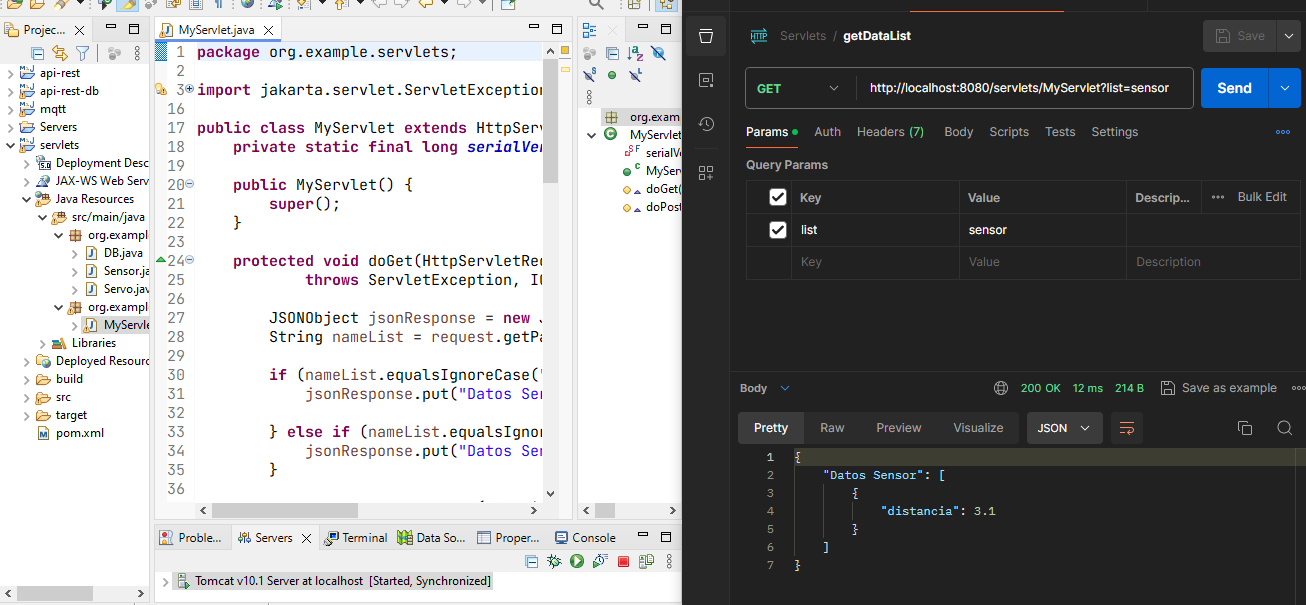 Projec...
api-rest
api-rest-db
mqtt
Servers
servlets
Deployment Desc
JAX-WS Web Serv
Java Resources
src/main/java
org.exampl
DB.java
Sensor.ja
Servo.jav
org.exampl
MyServle
Libraries
Deployed Resourc
build
src
target
pom.xml
MyServlet.java
1 package org.example.servlets;
2
3 import jakarta.servlet.ServletException
16
17 public class MyServlet extends HttpServ
18 private static final long serialVer
19
20 public MyServlet() {
21 super();
22 }
23
24 protected void doGet(HttpServletRec
25 throws ServletException, IO
26
27 JSONObject jsonResponse = new J
28 String nameList = request.getPa
29
30 if (nameList.equalsIgnoreCase("
31 jsonResponse.put("Datos Ser
32
33 } else if (nameList.equalsIgnor
34 jsonResponse.put("Datos Ser
35 }
36
org.exam
MyServlet
serialVe
MyServ
doGet(
doPost
Proble...
Servers
Terminal
Data So...
Proper...
Console
Tomcat v10.1 Server at localhost [Started, Synchronized]
HTTP Servlets / getDataList
Save
GET http://localhost:8080/servlets/MyServlet?list=sensor
Send
Params Auth Headers (7) Body Scripts Tests Settings
Query Params
Key Value Descrip... Bulk Edit
list sensor
Key Value Description
Body 200 OK 12 ms 214 B Save as example
Pretty Raw Preview Visualize JSON
1 {
2 "Datos Sensor": [
3 {
4 "distancia": 3.1
5 }
6 ]
7 }